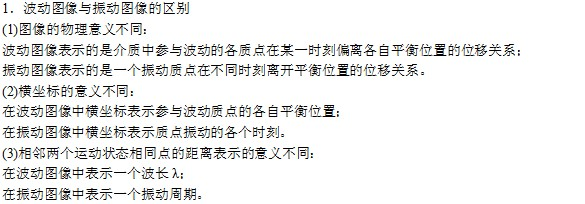 1．波动图像与振动图像的区别
(1)图像的物理意义不同：
波动图像表示的是介质中参与波动的各质点在某一时刻偏离各自平衡位置的位移关系；
振动图像表示的是一个振动质点在不同时刻离开平衡位置的位移关系。
(2)横坐标的意义不同：
在波动图像中横坐标表示参与波动质点的各自平衡位置；
在振动图像中横坐标表示质点振动的各个时刻。
(3)相邻两个运动状态相同点的距离表示的意义不同：
在波动图像中表示一个波长 λ；
在振动图像中表示一个振动周期。